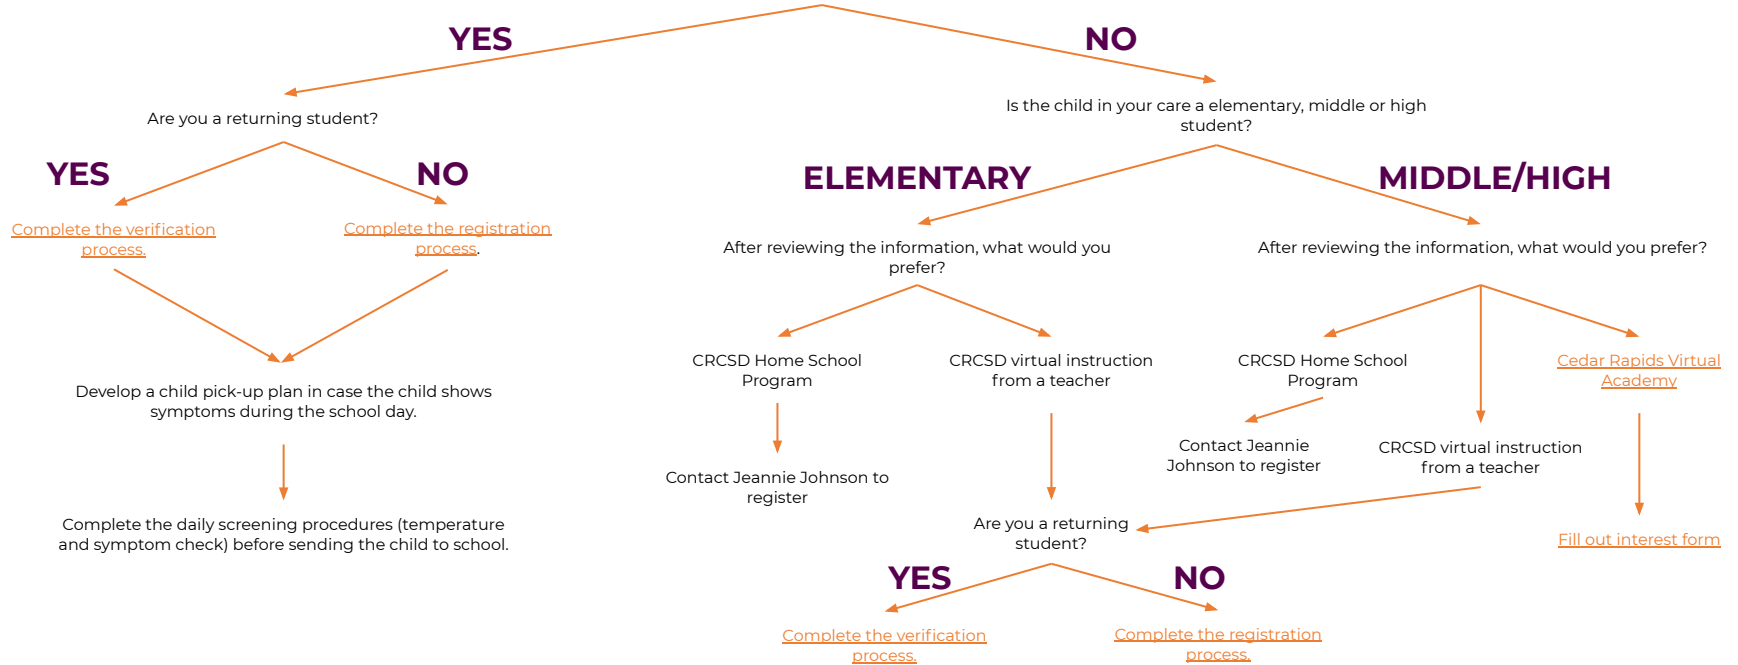 YES
NO
Are you a returning student?
Is the child in your care a elementary, middle or high
student?
YES
NO
ELEMENTARY
MIDDLE/HIGH
Complete the verification
process.
Complete the registration
process.
After reviewing the information, what would you
prefer?
After reviewing the information, what would you prefer?
CRCSD Home School
Program
CRCSD virtual instruction
from a teacher
CRCSD Home School
Program
Cedar Rapids Virtual
Academy
Develop a child pick-up plan in case the child shows
symptoms during the school day.
Contact Jeannie Johnson to
register
Contact Jeannie
Johnson to register
CRCSD virtual instruction
from a teacher
Complete the daily screening procedures (temperature
and symptom check) before sending the child to school.
Are you a returning
student?
Fill out interest form
YES
NO
Complete the verification
process.
Complete the registration
process.